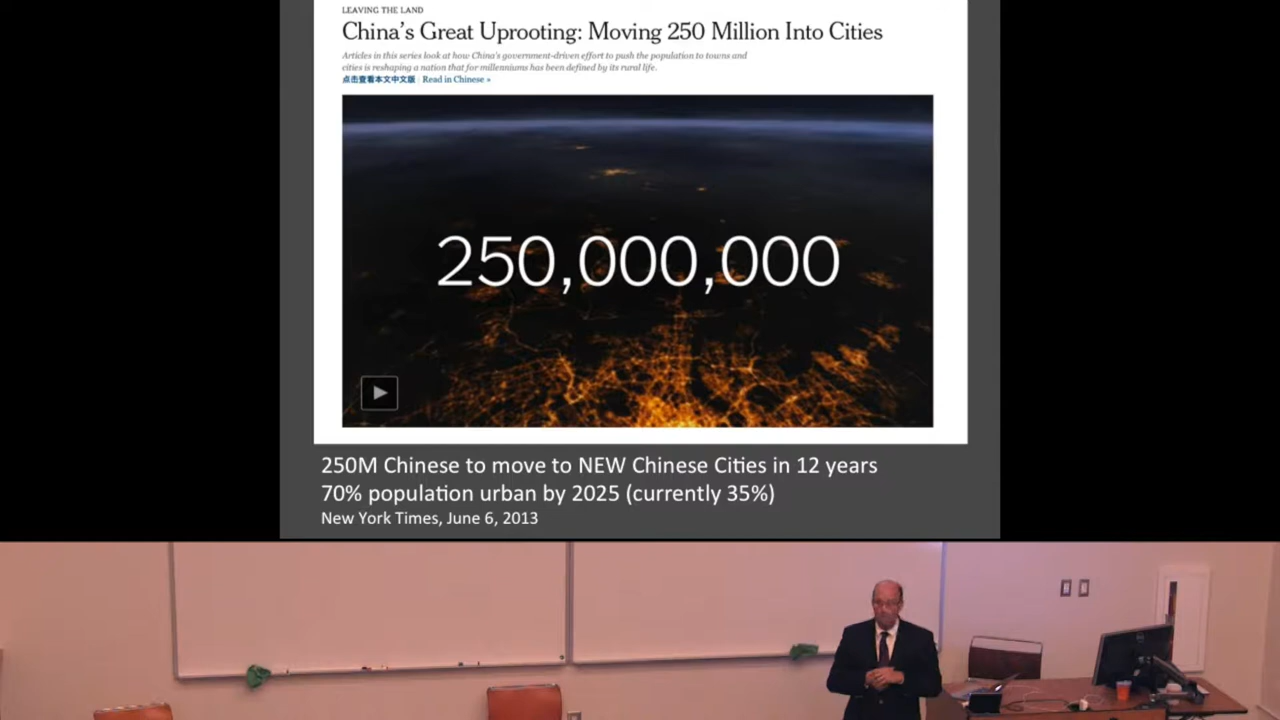 LEAVING THE LAND
China's Great Uprooting: Moving 250 Million Into Cities
Articles in this series look at how China's government-driven effort to push the population to towns and
cities is reshaping a nation that for millenniums has been defined by its rural life.
点击查看本文中文版 Read in Chinese »
250,000,000
250M Chinese to move to NEW Chinese Cities in 12 years
70% population urban by 2025 (currently 35%)
New York Times, June 6, 2013